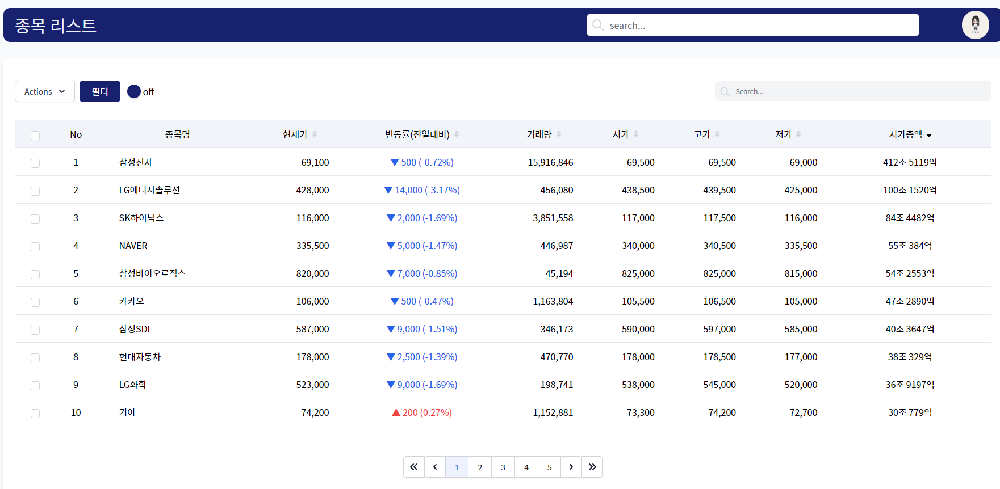 종목 리스트 search...
Actions 필터 off Search...
No 종목명 현재가 변동률(전일대비) 거래량 시가 고가 저가 시가총액
1 삼성전자 69,100 ▼ 500 (-0.72%) 15,916,846 69,500 69,500 69,000 412조 5119억
2 LG에너지솔루션 428,000 ▼ 14,000 (-3.17%) 456,080 438,500 439,500 425,000 100조 1520억
3 SK하이닉스 116,000 ▼ 2,000 (-1.69%) 3,851,558 117,000 117,500 116,000 84조 4482억
4 NAVER 335,500 ▼ 5,000 (-1.47%) 446,987 340,000 340,500 335,500 55조 384억
5 삼성바이오로직스 820,000 ▼ 7,000 (-0.85%) 45,194 825,000 825,000 815,000 54조 2553억
6 카카오 106,000 ▼ 500 (-0.47%) 1,163,804 105,500 106,500 105,000 47조 2890억
7 삼성SDI 587,000 ▼ 9,000 (-1.51%) 346,173 590,000 597,000 585,000 40조 3647억
8 현대자동차 178,000 ▼ 2,500 (-1.39%) 470,770 178,000 178,500 177,000 38조 329억
9 LG화학 523,000 ▼ 9,000 (-1.69%) 198,741 538,000 545,000 520,000 36조 9197억
10 기아 74,200 ▲ 200 (0.27%) 1,152,881 73,300 74,200 72,700 30조 779억
« ‹ 1 2 3 4 5 › »